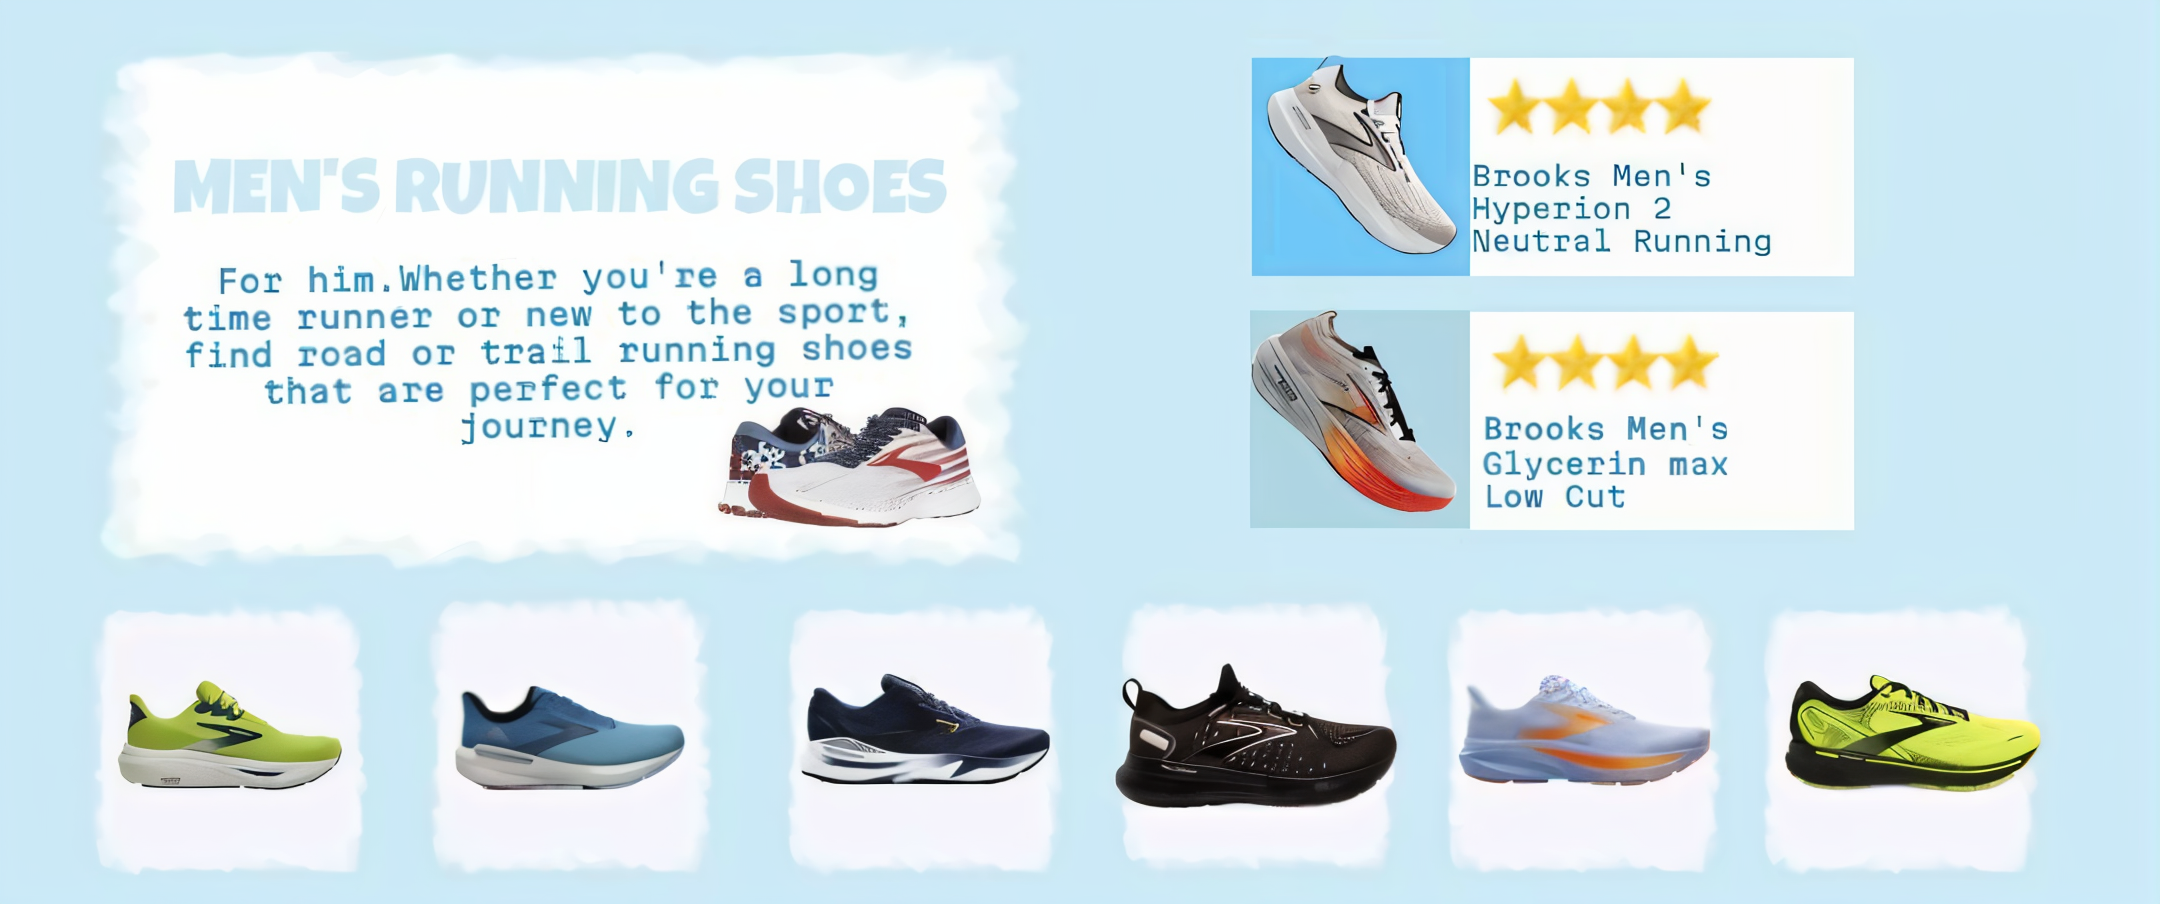 MEN'S RUNNING SHOES
For him.Whether you're a long
time runner or new to the sport,
find road or trail running shoes
that are perfect for your
journey.
Brooks Men's
Hyperion 2
Neutral Running
Brooks Men's
Glycerin max
Low Cut